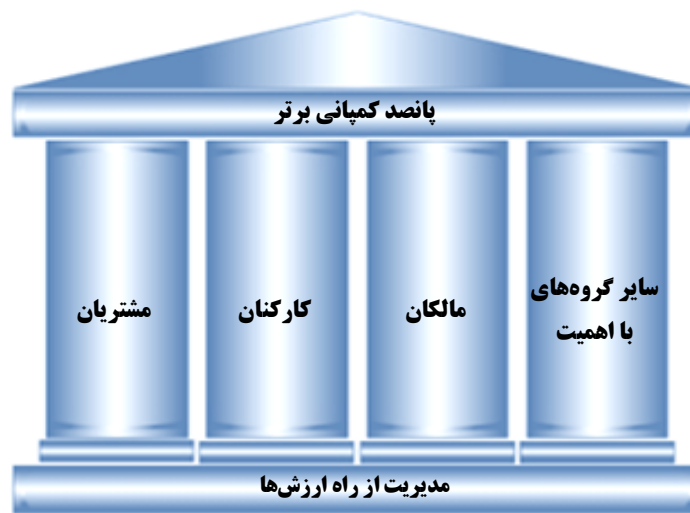 پانصد کمپانی برتر
سایر گروه‌های
با اهمیت
مالکان
کارکنان
مشتریان
مدیریت از راه ارزش‌ها